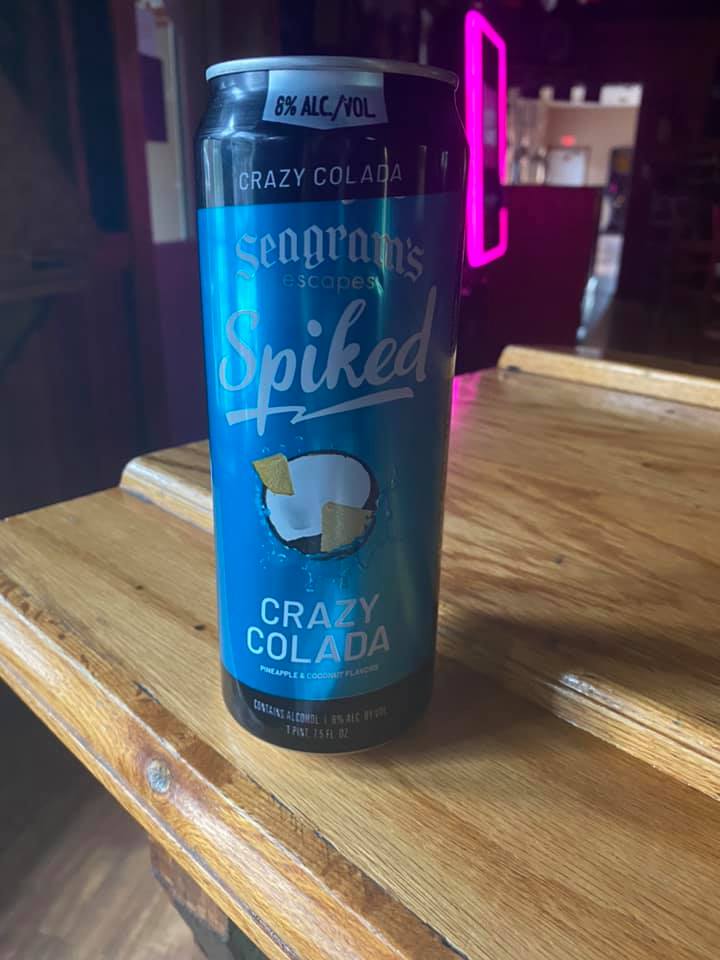 8% ALC./VOL
CRAZY COLADA
Seagram's
escapes
Spiked
CRAZY
COLADA
PINEAPPLE & COCONUT FLAVORS
CONTAINS ALCOHOL | 8% ALC BY VOL
1 PINT, 7.5 FL OZ